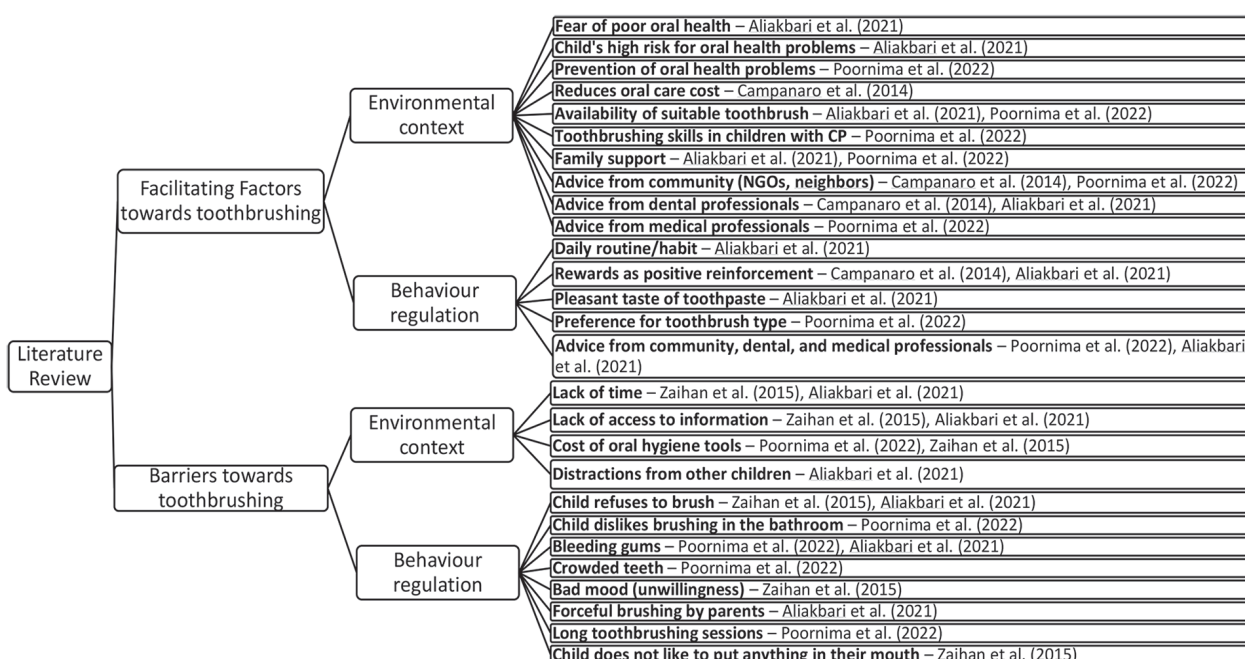 Literature
Review
Facilitating Factors
towards toothbrushing
Environmental
context
Fear of poor oral health – Aliakbari et al. (2021)
Child's high risk for oral health problems – Aliakbari et al. (2021)
Prevention of oral health problems – Poornima et al. (2022)
Reduces oral care cost – Campanaro et al. (2014)
Availability of suitable toothbrush – Aliakbari et al. (2021), Poornima et al. (2022)
Toothbrushing skills in children with CP – Poornima et al. (2022)
Family support – Aliakbari et al. (2021), Poornima et al. (2022)
Advice from community (NGOs, neighbors) – Campanaro et al. (2014), Poornima et al. (2022)
Advice from dental professionals – Campanaro et al. (2014), Aliakbari et al. (2021)
Advice from medical professionals – Poornima et al. (2022)
Behaviour
regulation
Daily routine/habit – Aliakbari et al. (2021)
Rewards as positive reinforcement – Campanaro et al. (2014), Aliakbari et al. (2021)
Pleasant taste of toothpaste – Aliakbari et al. (2021)
Preference for toothbrush type – Poornima et al. (2022)
Advice from community, dental, and medical professionals – Poornima et al. (2022), Aliakbari
et al. (2021)
Barriers towards
toothbrushing
Environmental
context
Lack of time – Zaihan et al. (2015), Aliakbari et al. (2021)
Lack of access to information – Zaihan et al. (2015), Aliakbari et al. (2021)
Cost of oral hygiene tools – Poornima et al. (2022), Zaihan et al. (2015)
Distractions from other children – Aliakbari et al. (2021)
Behaviour
regulation
Child refuses to brush – Zaihan et al. (2015), Aliakbari et al. (2021)
Child dislikes brushing in the bathroom – Poornima et al. (2022)
Bleeding gums – Poornima et al. (2022), Aliakbari et al. (2021)
Crowded teeth – Poornima et al. (2022)
Bad mood (unwillingness) – Zaihan et al. (2015)
Forceful brushing by parents – Aliakbari et al. (2021)
Long toothbrushing sessions – Poornima et al. (2022)
Child does not like to put anything in their mouth – Zaihan et al. (2015)